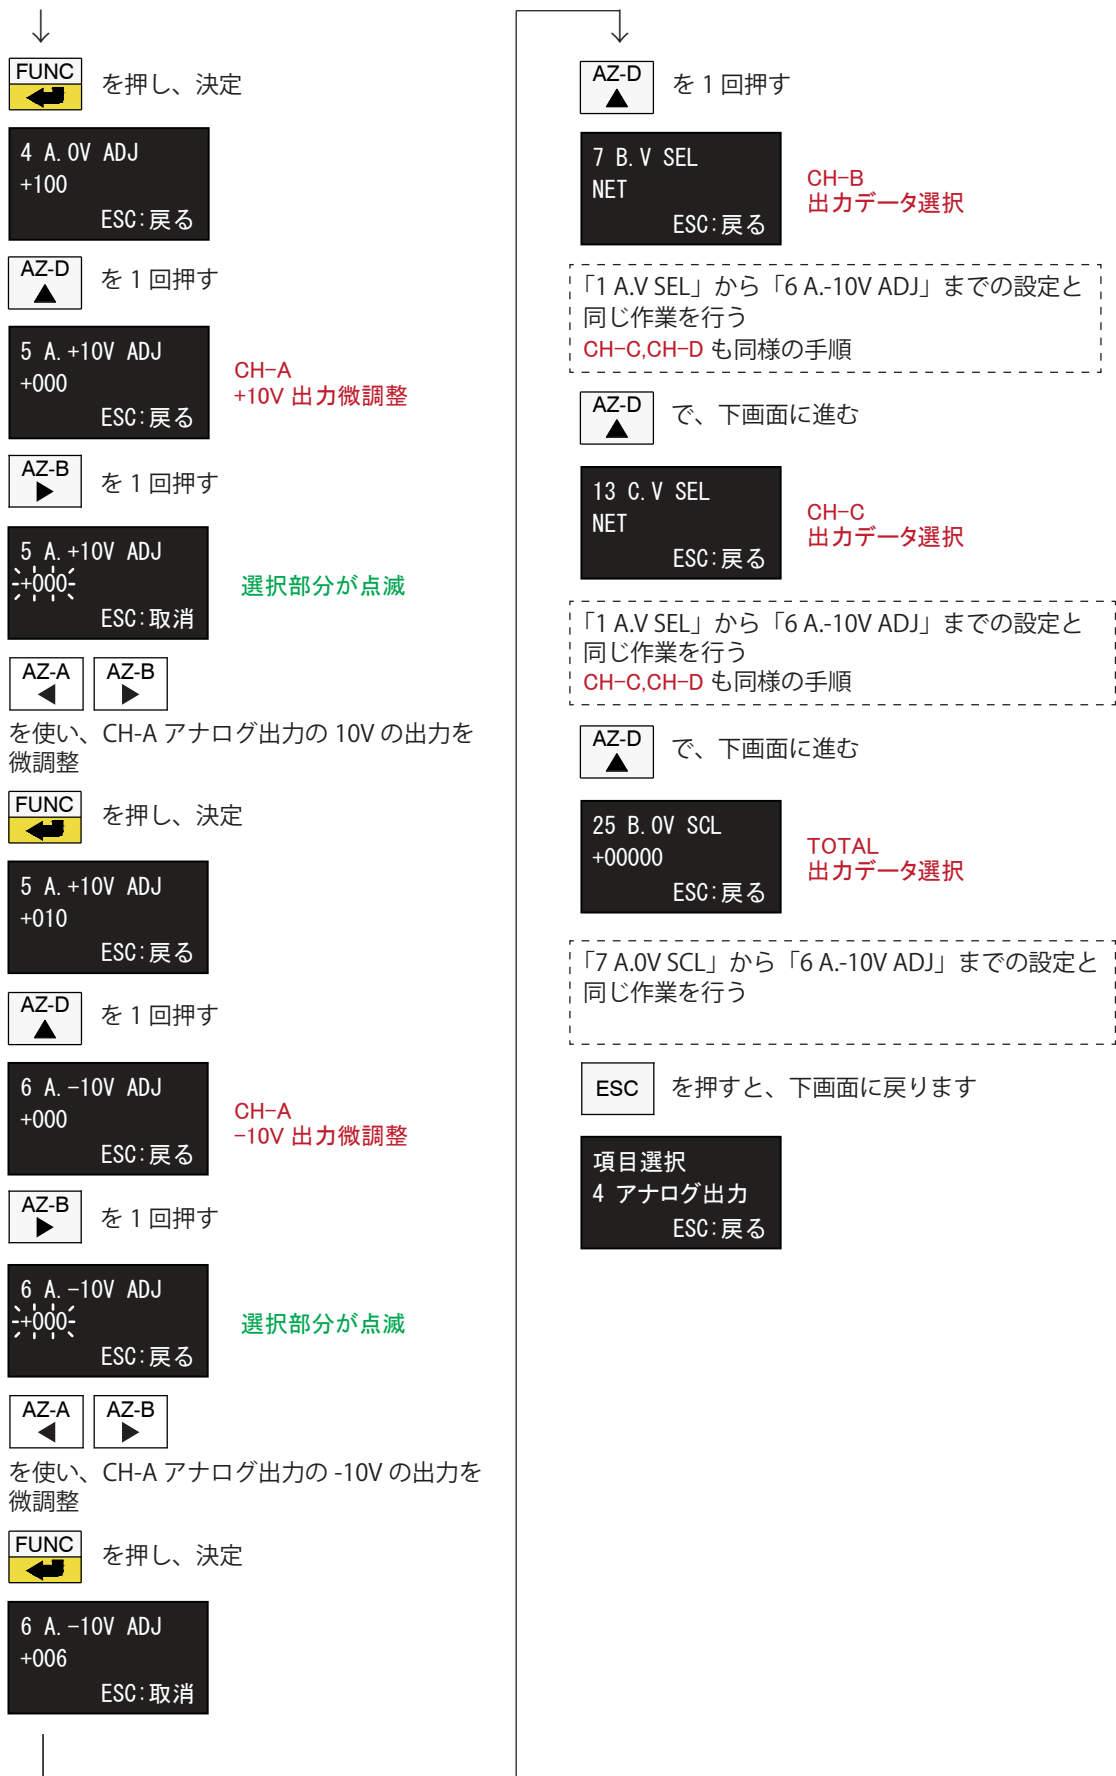 FUNC
を押し、決定
4 A.0V ADJ
+100
ESC:戻る
AZ-D
を 1 回押す
5 A.+10V ADJ
+000
ESC:戻る
CH-A
+10V 出力微調整
AZ-B
を 1 回押す
5 A.+10V ADJ
+000
ESC:取消
選択部分が点滅
AZ-A AZ-B
を使い、CH-A アナログ出力の 10V の出力を
微調整
FUNC
を押し、決定
5 A.+10V ADJ
+010
ESC:戻る
AZ-D
を 1 回押す
6 A.-10V ADJ
+000
ESC:戻る
CH-A
-10V 出力微調整
AZ-B
を 1 回押す
6 A.-10V ADJ
+000
ESC:戻る
選択部分が点滅
AZ-A AZ-B
を使い、CH-A アナログ出力の -10V の出力を
微調整
FUNC
を押し、決定
6 A.-10V ADJ
+006
ESC:取消
AZ-D
を 1 回押す
7 B.V SEL
NET
ESC:戻る
CH-B
出力データ選択
「1 A.V SEL」から「6 A.-10V ADJ」までの設定と
同じ作業を行う
CH-C,CH-D も同様の手順
AZ-D
で、下画面に進む
13 C.V SEL
NET
ESC:戻る
CH-C
出力データ選択
「1 A.V SEL」から「6 A.-10V ADJ」までの設定と
同じ作業を行う
CH-C,CH-D も同様の手順
AZ-D
で、下画面に進む
25 B.0V SCL
+00000
ESC:戻る
TOTAL
出力データ選択
「7 A.0V SCL」から「6 A.-10V ADJ」までの設定と
同じ作業を行う
ESC
を押すと、下画面に戻ります
項目選択
4 アナログ出力
ESC:戻る